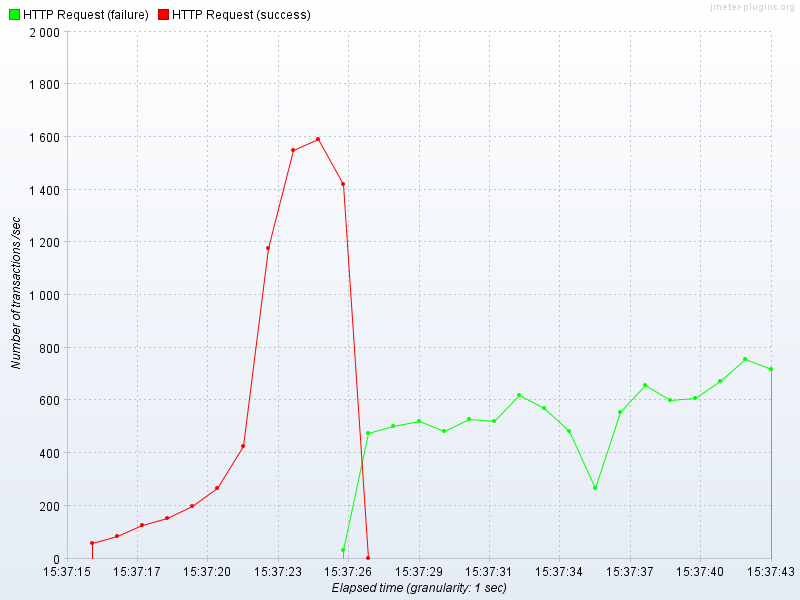 HTTP Request (failure) HTTP Request (success)
jmeter-plugins.org
2 000
1 800
1 600
1 400
1 200
1 000
800
600
400
200
0
Number of transactions /sec
15:37:15 15:37:17 15:37:20 15:37:23 15:37:26 15:37:29 15:37:31 15:37:34 15:37:37 15:37:40 15:37:43
Elapsed time (granularity: 1 sec)